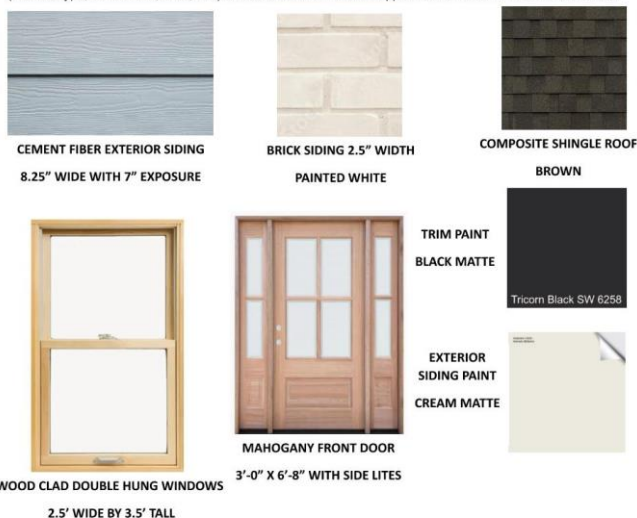 CEMENT FIBER EXTERIOR SIDING
8.25" WIDE WITH 7" EXPOSURE
BRICK SIDING 2.5" WIDTH
PAINTED WHITE
COMPOSITE SHINGLE ROOF
BROWN
TRIM PAINT
BLACK MATTE
Tricorn Black SW 6258
EXTERIOR
SIDING PAINT
CREAM MATTE
WOOD CLAD DOUBLE HUNG WINDOWS
2.5' WIDE BY 3.5' TALL
MAHOGANY FRONT DOOR
3'-0" X 6'-8" WITH SIDE LITES